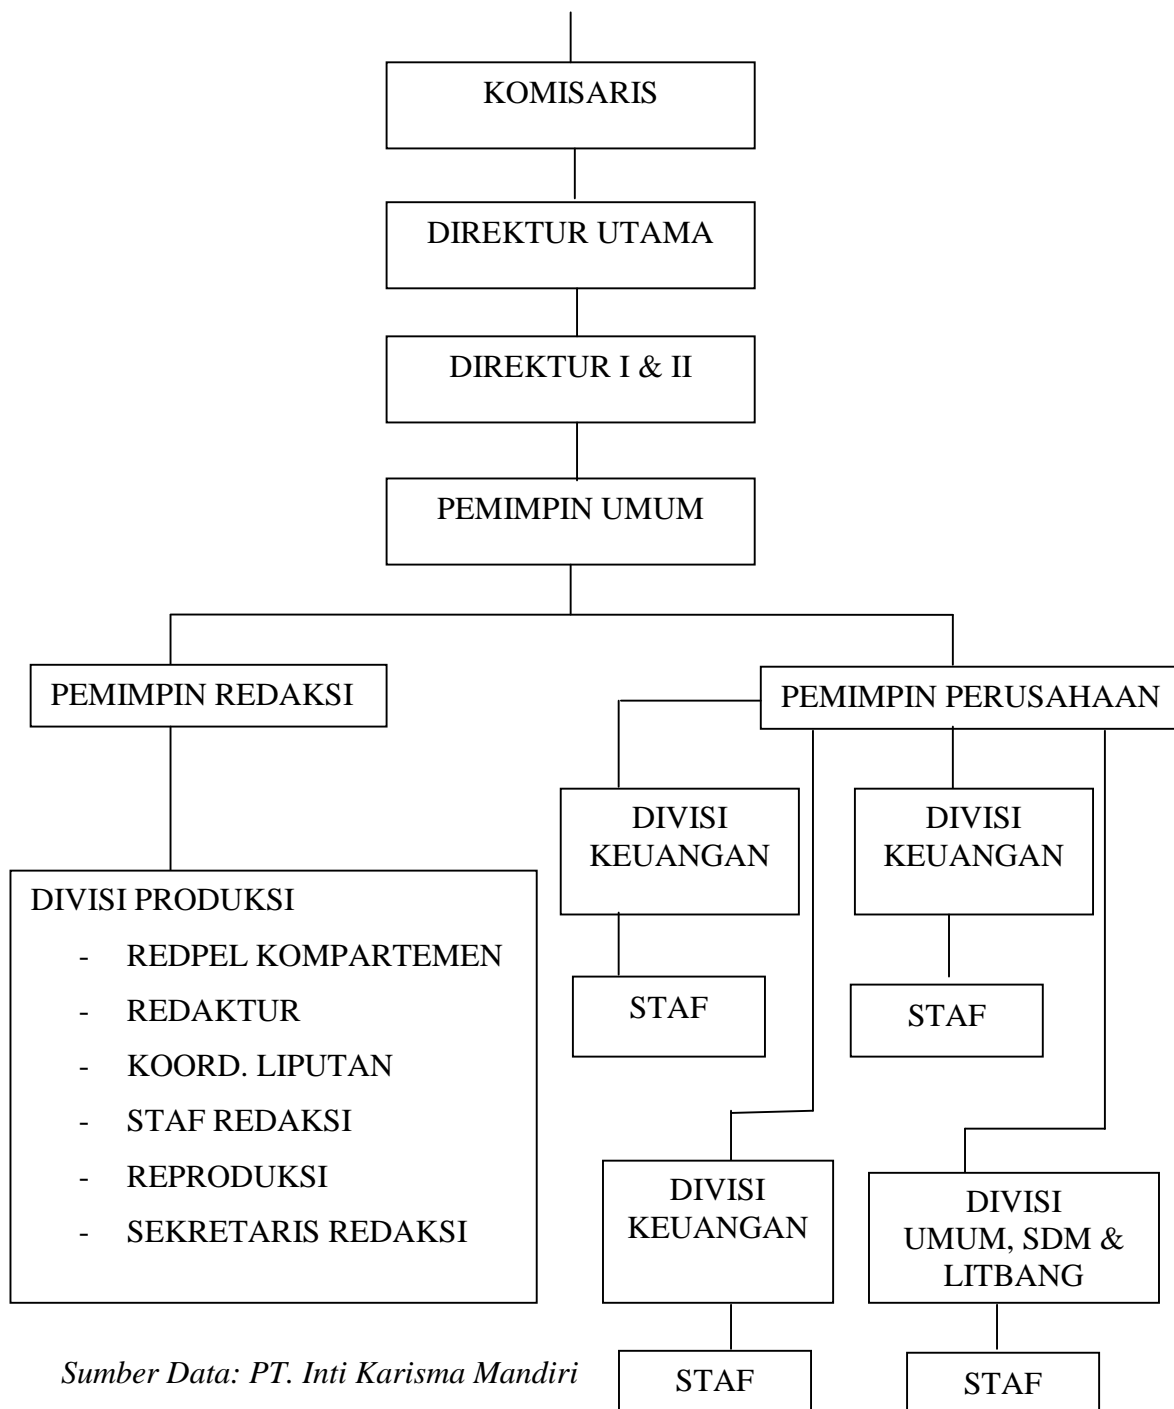 KOMISARIS
DIREKTUR UTAMA
DIREKTUR I & II
PEMIMPIN UMUM
PEMIMPIN REDAKSI
PEMIMPIN PERUSAHAAN
DIVISI
KEUANGAN
DIVISI
KEUANGAN
STAF
STAF
DIVISI PRODUKSI
- REDPEL KOMPARTEMEN
- REDAKTUR
- KOORD. LIPUTAN
- STAF REDAKSI
- REPRODUKSI
- SEKRETARIS REDAKSI
DIVISI
KEUANGAN
DIVISI
UMUM, SDM &
LITBANG
STAF
STAF
Sumber Data: PT. Inti Karisma Mandiri